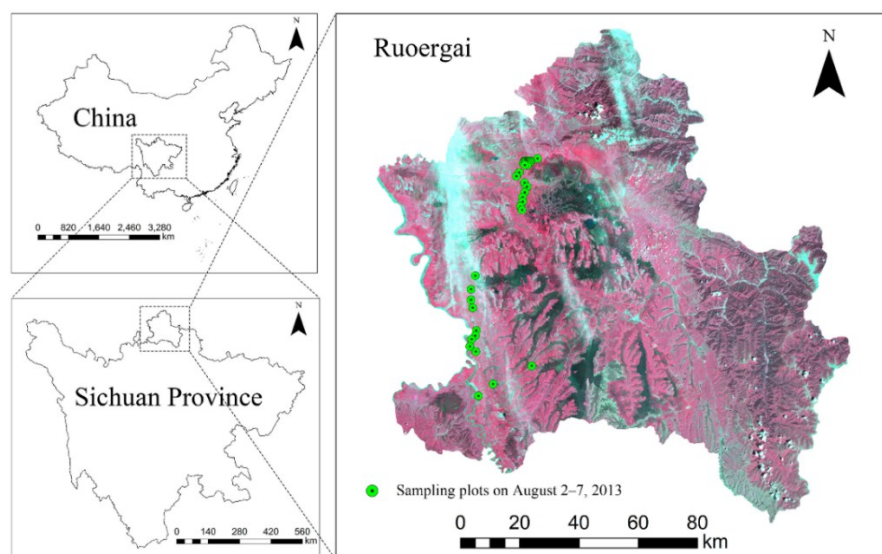 N
China
0 820 1,640 2,460 3,280
km
N
Sichuan Province
0 140 280 420 560
km
Ruoergai
N
Sampling plots on August 2–7, 2013
0 20 40 60 80
km